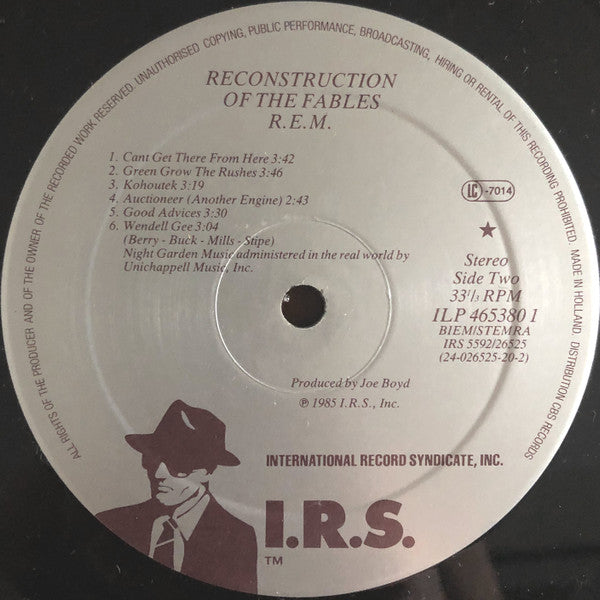 ALL RIGHTS OF THE PRODUCER AND OF THE OWNER OF THE RECORDED WORK RESERVED. UNAUTHORISED COPYING, PUBLIC PERFORMANCE, BROADCASTING, HIRING OR RENTAL OF THIS RECORDING PROHIBITED. MADE IN HOLLAND. DISTRIBUTION CBS RECORDS
RECONSTRUCTION
OF THE FABLES
R.E.M.
1. Cant Get There From Here 3:42
2. Green Grow The Rushes 3:46
3. Kohoutek 3:19
4. Auctioneer (Another Engine) 2:43
5. Good Advices 3:30
6. Wendell Gee 3:04
(Berry - Buck - Mills - Stipe)
Night Garden Music administered in the real world by
Unichappell Music, Inc.
LC -7014
★
Stereo
Side Two
33⅓ RPM
ILP 465380 1
BIEM/STEMRA
IRS 5592/26525
(24-026525-20-2)
Produced by Joe Boyd
℗ 1985 I.R.S., Inc.
INTERNATIONAL RECORD SYNDICATE, INC.
I.R.S.
TM